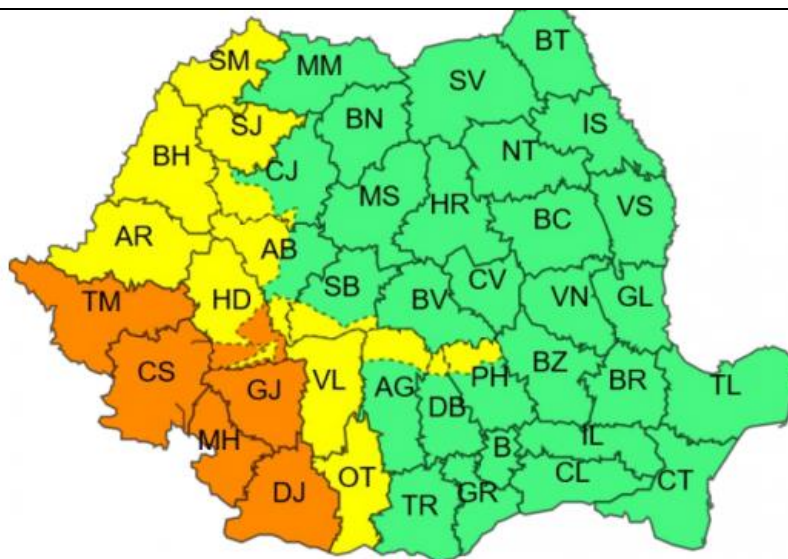 BT
SM
MM
SV
SJ
BN
IS
BH
CJ
NT
MS
HR
VS
AR
AB
BC
TM
HD
SB
BV
CV
VN
GL
CS
GJ
VL
AG
DB
PH
BZ
BR
TL
MH
B
IL
DJ
OT
TR
GR
CL
CT